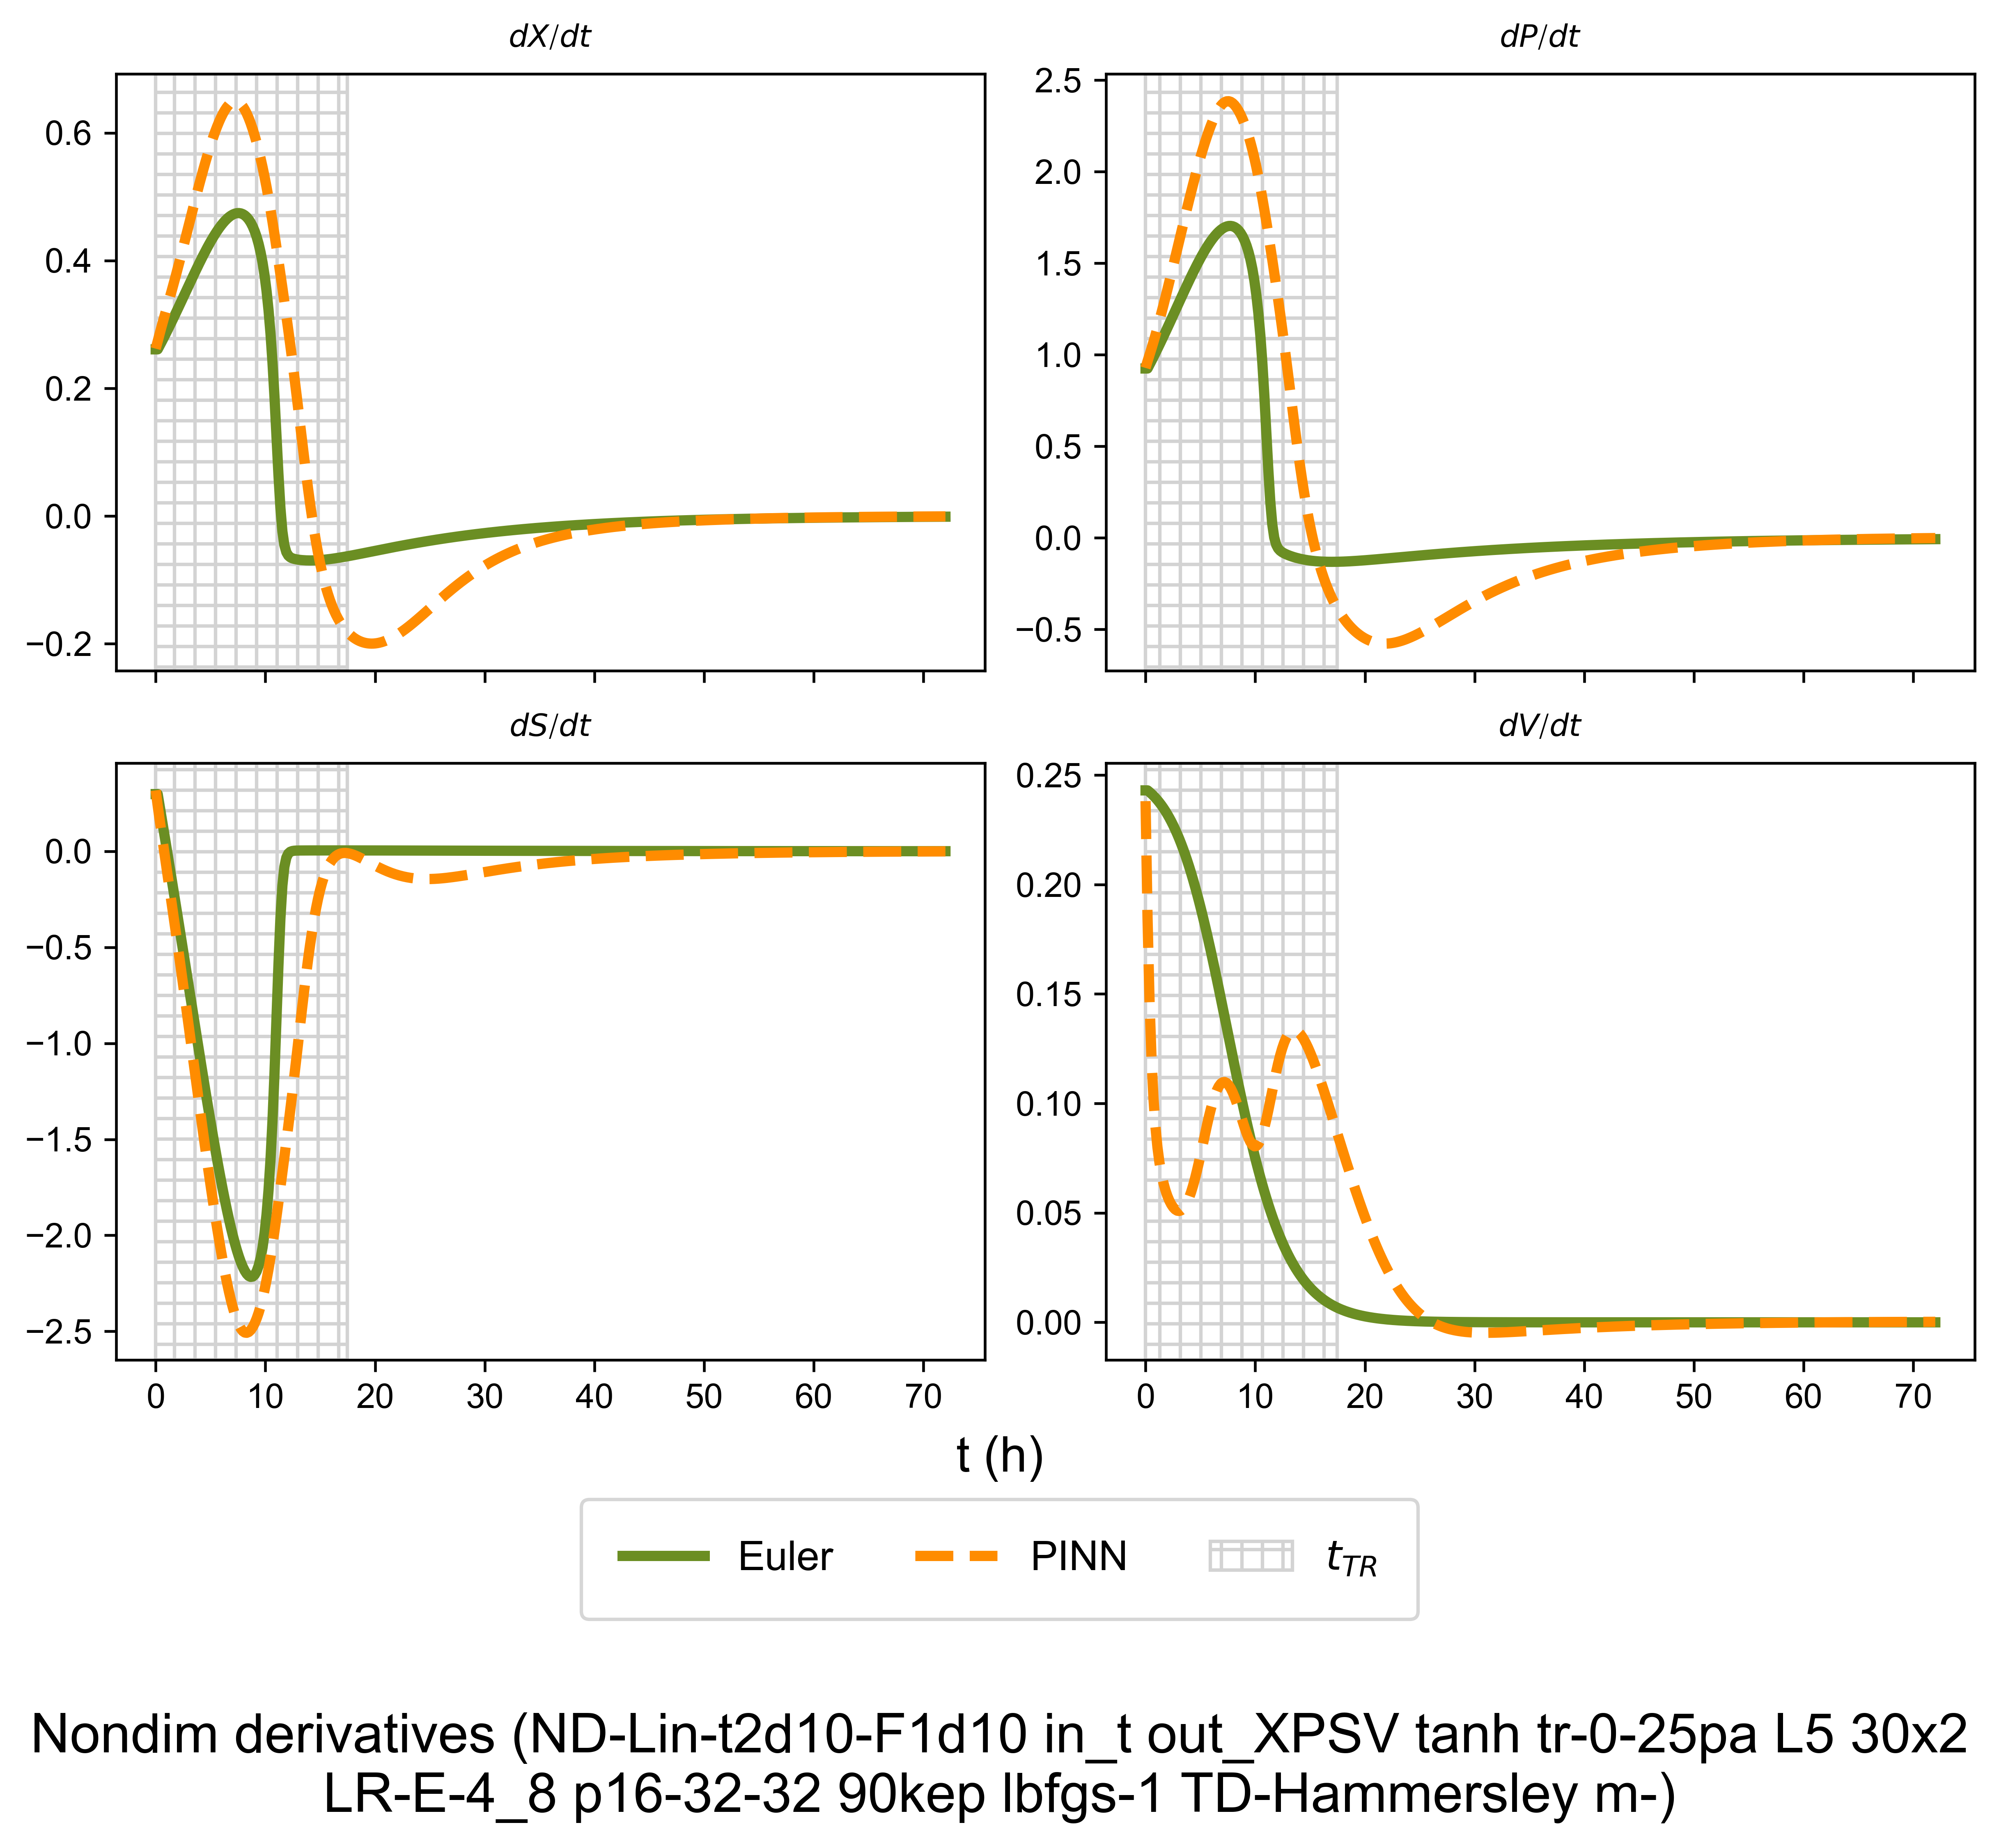 dX/dt
dP/dt
0.6
0.4
0.2
0.0
−0.2
2.5
2.0
1.5
1.0
0.5
0.0
−0.5
dS/dt
dV/dt
0.0
−0.5
−1.0
−1.5
−2.0
−2.5
0 10 20 30 40 50 60 70
0.25
0.20
0.15
0.10
0.05
0.00
0 10 20 30 40 50 60 70
t (h)
Euler PINN t_TR
Nondim derivatives (ND-Lin-t2d10-F1d10 in_t out_XPSV tanh tr-0-25pa L5 30x2
LR-E-4_8 p16-32-32 90kep lbfgs-1 TD-Hammersley m-)